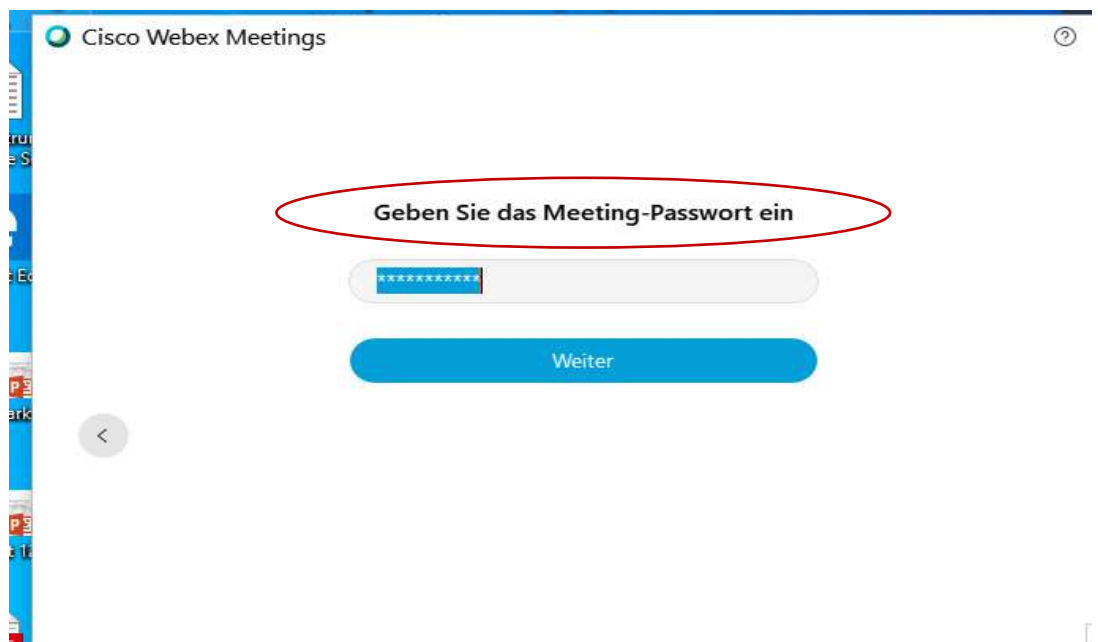 Cisco Webex Meetings
Geben Sie das Meeting-Passwort ein
***********
Weiter